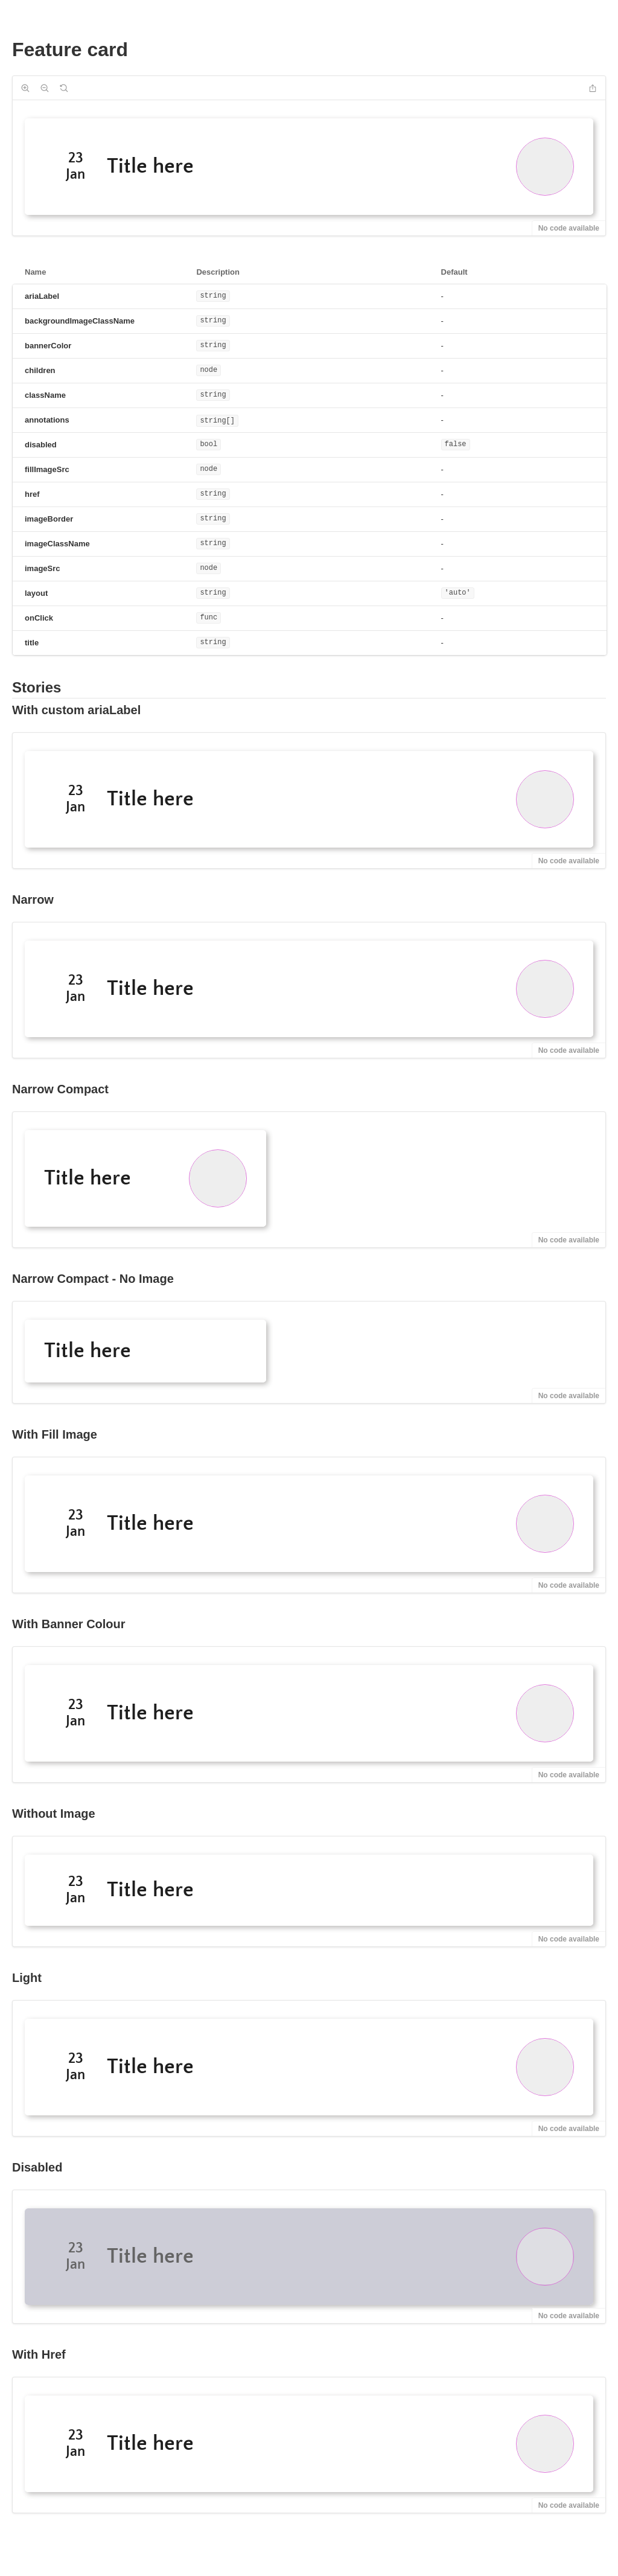 Feature card
23
Jan
Title here
No code available
Name Description Default
ariaLabel string -
backgroundImageClassName string -
bannerColor string -
children node -
className string -
annotations string[] -
disabled bool false
fillImageSrc node -
href string -
imageBorder string -
imageClassName string -
imageSrc node -
layout string 'auto'
onClick func -
title string -
Stories
With custom ariaLabel
23
Jan
Title here
No code available
Narrow
23
Jan
Title here
No code available
Narrow Compact
Title here
No code available
Narrow Compact - No Image
Title here
No code available
With Fill Image
23
Jan
Title here
No code available
With Banner Colour
23
Jan
Title here
No code available
Without Image
23
Jan
Title here
No code available
Light
23
Jan
Title here
No code available
Disabled
23
Jan
Title here
No code available
With Href
23
Jan
Title here
No code available